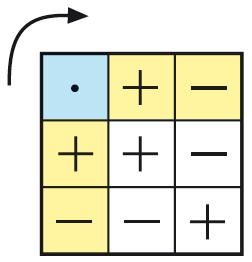 · + −
+ + −
− − +